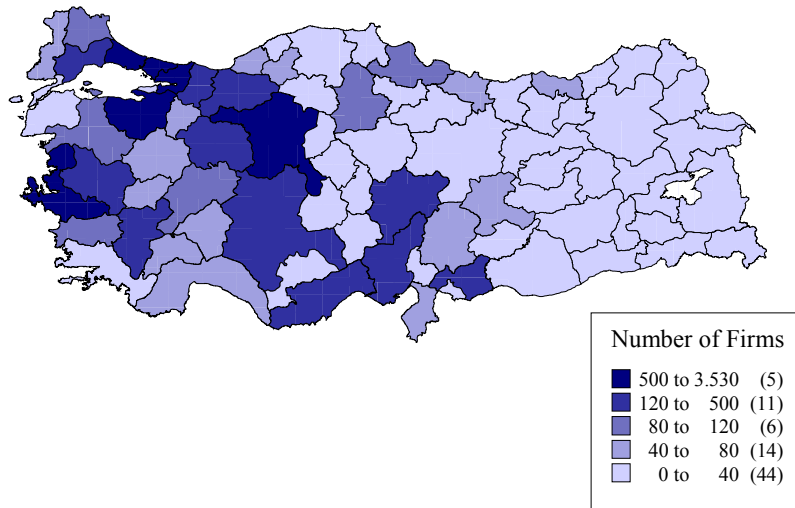 Number of Firms
500 to 3.530 (5)
120 to 500 (11)
80 to 120 (6)
40 to 80 (14)
0 to 40 (44)